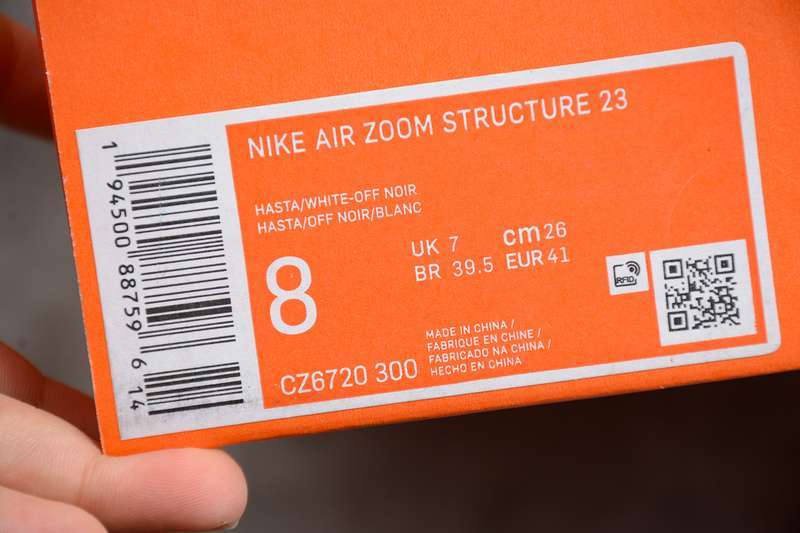 NIKE AIR ZOOM STRUCTURE 23
HASTA/WHITE-OFF NOIR
HASTA/OFF NOIR/BLANC
8
UK 7 cm 26
BR 39.5 EUR 41
CZ6720 300
MADE IN CHINA /
FABRIQUE EN CHINE /
FABRICADO NA CHINA /
HECHO EN CHINA
RFID
1 94500 88759 6 14